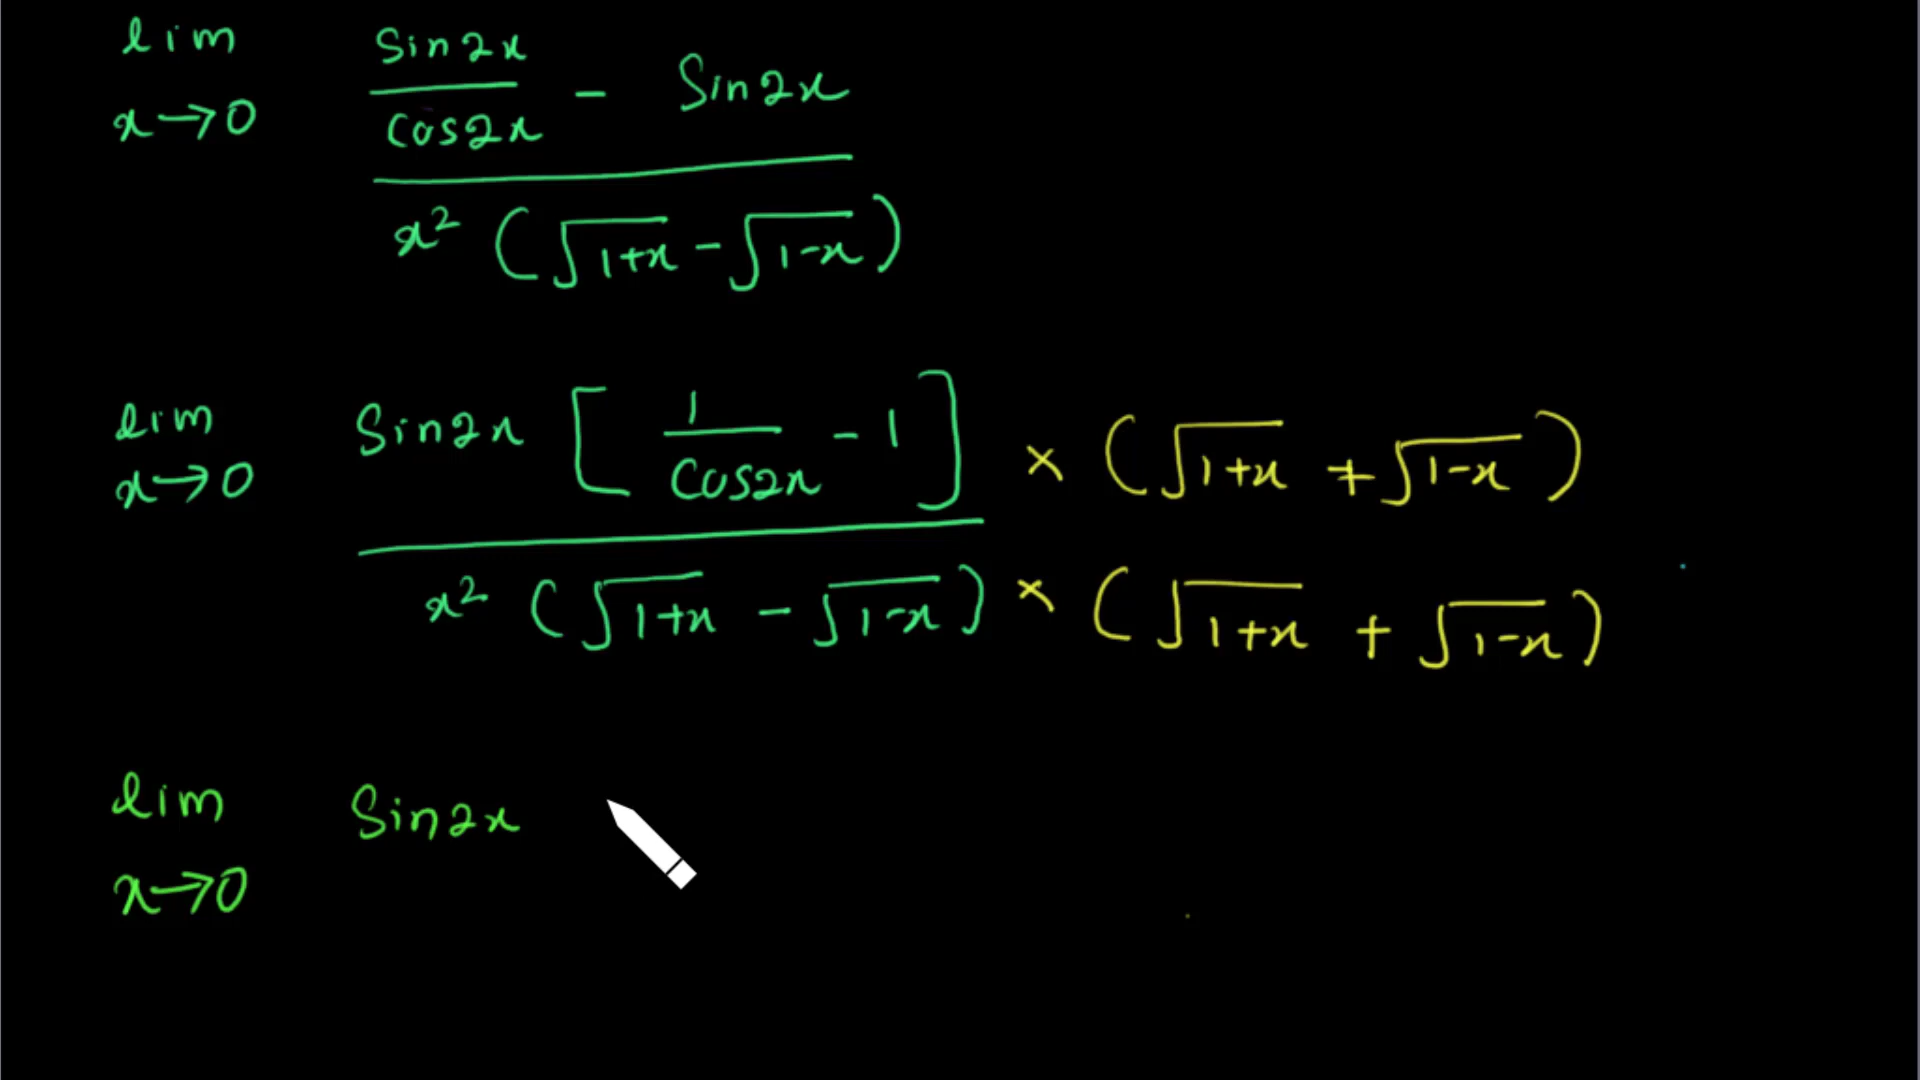 lim x→0 (sin2x/cos2x - Sin2x) / (x² (√(1+x) - √(1-x)))
lim x→0 (Sin2x [1/Cos2x - 1] × (√(1+x) + √(1-x))) / (x² (√(1+x) - √(1-x)) × (√(1+x) + √(1-x)))
lim x→0 Sin2x